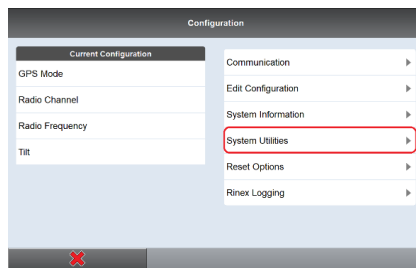 Configuration
Current Configuration
GPS Mode
Radio Channel
Radio Frequency
Tilt
Communication
Edit Configuration
System Information
System Utilities
Reset Options
Rinex Logging